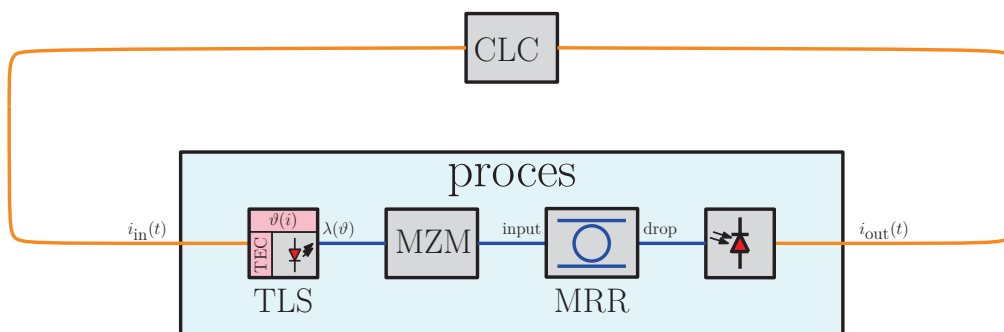 CLC
proces
i_in(t)
ϑ(i)
TEC
λ(ϑ)
MZM
input
drop
i_out(t)
TLS
MRR